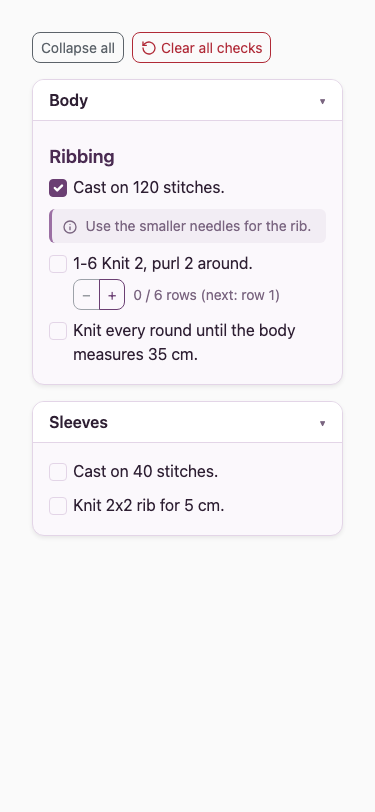 Collapse all
Clear all checks
Body
Ribbing
Cast on 120 stitches.
Use the smaller needles for the rib.
1-6 Knit 2, purl 2 around.
− + 0 / 6 rows (next: row 1)
Knit every round until the body
measures 35 cm.
Sleeves
Cast on 40 stitches.
Knit 2x2 rib for 5 cm.